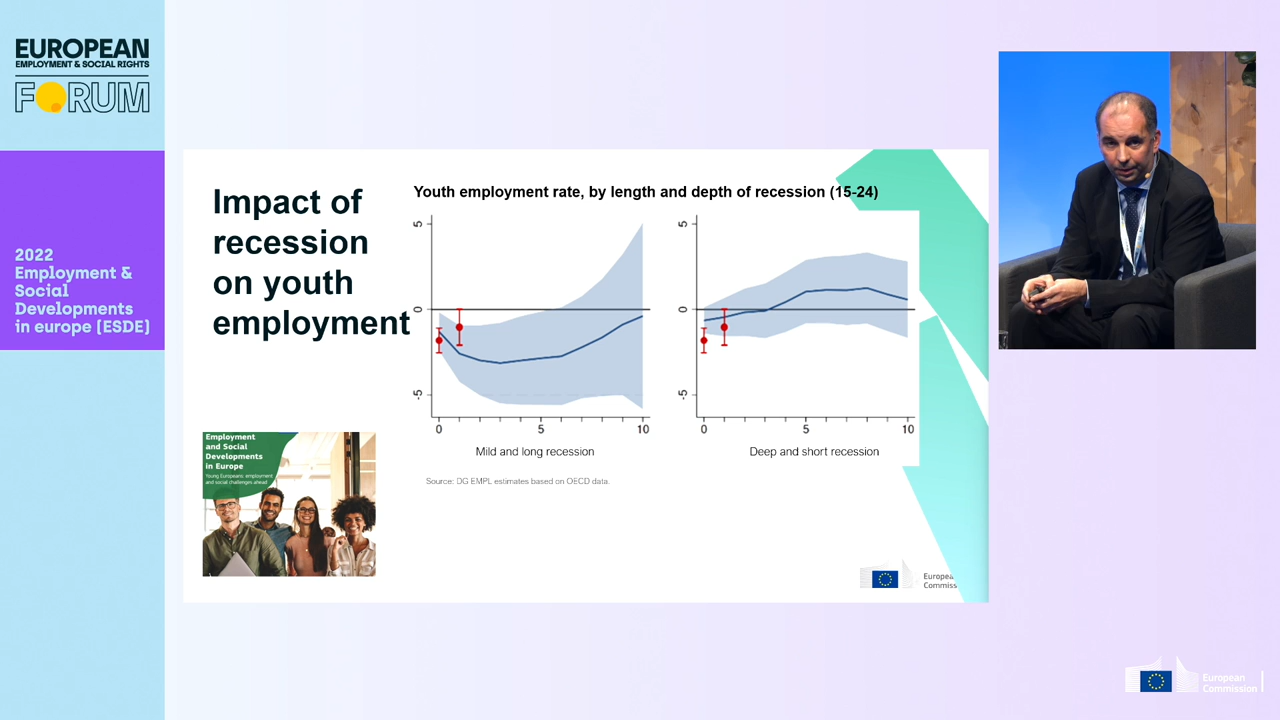 EUROPEAN
EMPLOYMENT & SOCIAL RIGHTS
FORUM
2022
Employment &
Social
Developments
in europe (ESDE)
Impact of
recession
on youth
employment
Youth employment rate, by length and depth of recession (15-24)
5
0
-5
0
5
10
Mild and long recession
5
0
-5
0
5
10
Deep and short recession
Source: DG EMPL estimates based on OECD data.
Employment
and Social
Developments
in Europe
Young Europeans: employment
and social challenges ahead
European
Commiss
European
Commission